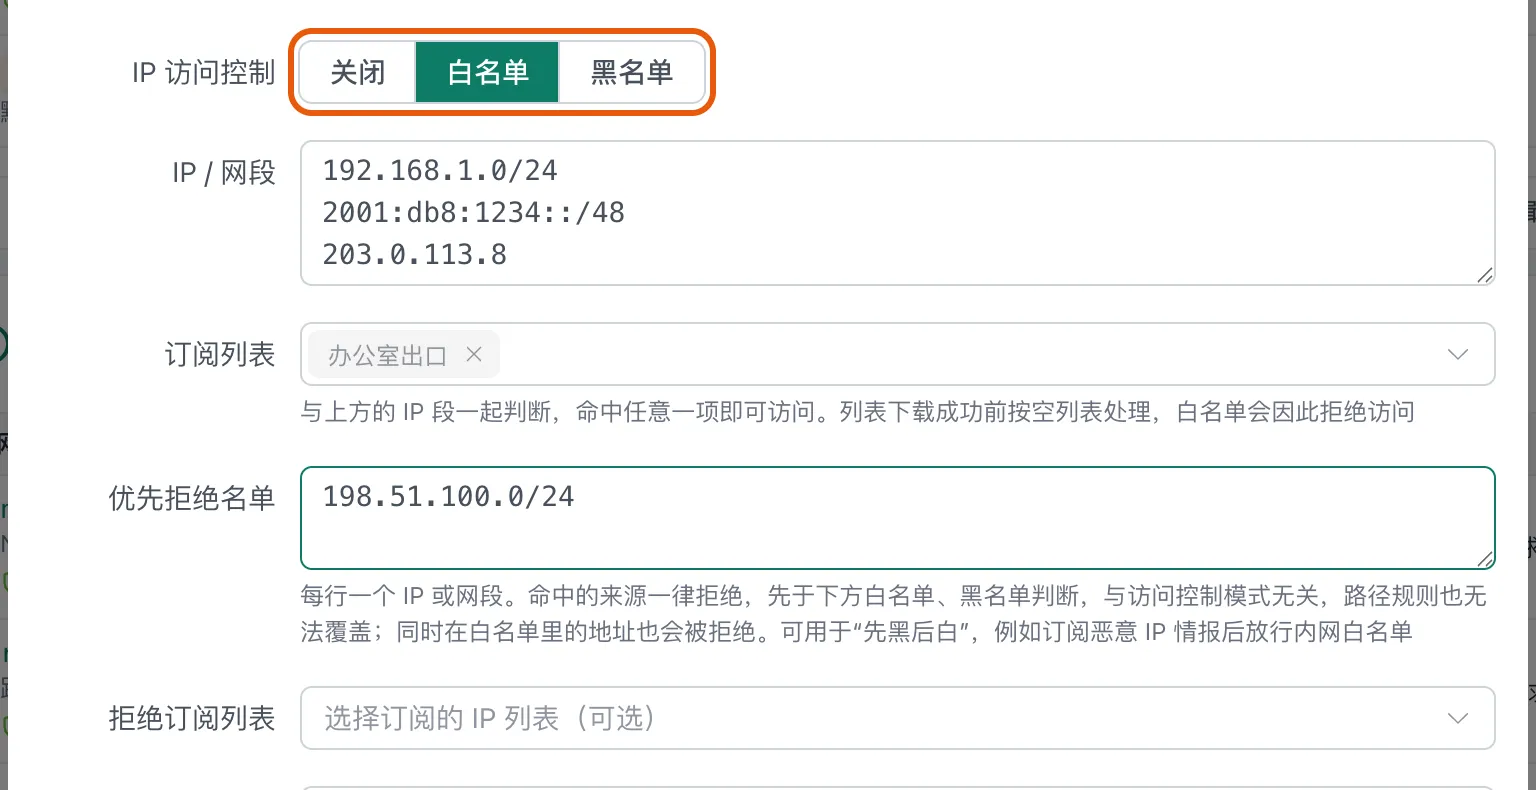 IP 访问控制 关闭 白名单 黑名单
IP / 网段
192.168.1.0/24
2001:db8:1234::/48
203.0.113.8
订阅列表 办公室出口
与上方的 IP 段一起判断，命中任意一项即可访问。列表下载成功前按空列表处理，白名单会因此拒绝访问
优先拒绝名单 198.51.100.0/24
每行一个 IP 或网段。命中的来源一律拒绝，先于下方白名单、黑名单判断，与访问控制模式无关，路径规则也无
法覆盖；同时在白名单里的地址也会被拒绝。可用于“先黑后白”，例如订阅恶意 IP 情报后放行内网白名单
拒绝订阅列表 选择订阅的 IP 列表（可选）